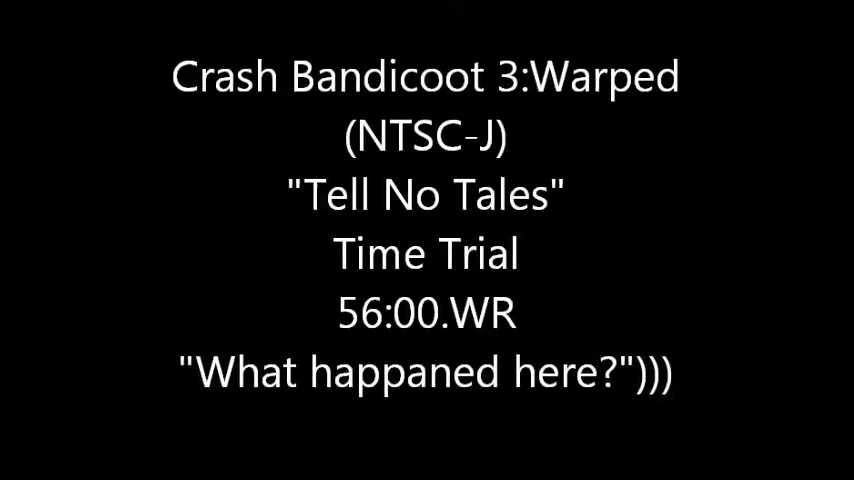 Crash Bandicoot 3:Warped
(NTSC-J)
"Tell No Tales"
Time Trial
56:00.WR
"What happaned here?")))